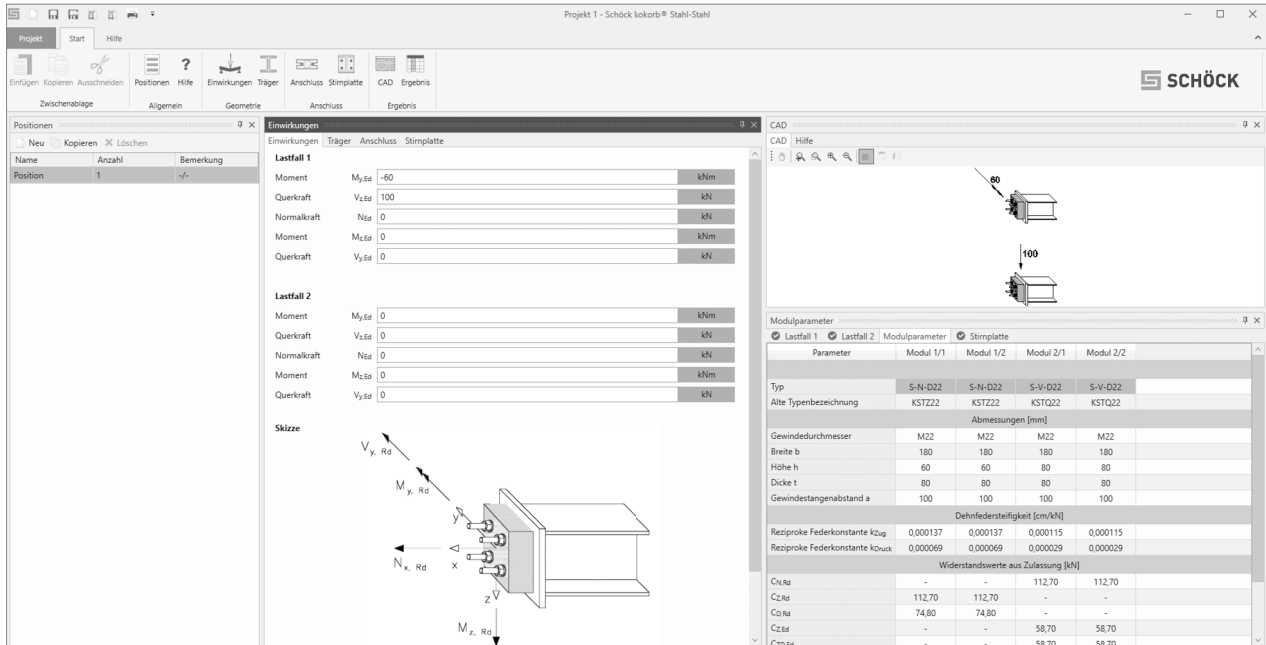 Projekt 1 - Schöck kokorb® Stahl-Stahl
Projekt Start Hilfe
Einfügen Kopieren Ausschneiden Positionen Hilfe Einwirkungen Träger Anschluss Stirnplatte CAD Ergebnis
Zwischenablage Allgemein Geometrie Anschluss Ergebnis
SCHÖCK
Positionen
Neu Kopieren Löschen
Name Anzahl Bemerkung
Position 1 -/-
Einwirkungen
Einwirkungen Träger Anschluss Stirnplatte
Lastfall 1
Moment My,Ed -60 kNm
Querkraft Vz,Ed 100 kN
Normalkraft NEd 0 kN
Moment Mz,Ed 0 kNm
Querkraft Vy,Ed 0 kN
Lastfall 2
Moment My,Ed 0 kNm
Querkraft Vz,Ed 0 kN
Normalkraft NEd 0 kN
Moment Mz,Ed 0 kNm
Querkraft Vy,Ed 0 kN
Skizze
Vy, Rd
My, Rd
y
Nx, Rd x
z
Mz, Rd
CAD
CAD Hilfe
60
100
Modulparameter
Lastfall 1 Lastfall 2 Modulparameter Stirnplatte
Parameter Modul 1/1 Modul 1/2 Modul 2/1 Modul 2/2
Typ S-N-D22 S-N-D22 S-V-D22 S-V-D22
Alte Typenbezeichnung KSTZ22 KSTZ22 KSTQ22 KSTQ22
Abmessungen [mm]
Gewindedurchmesser M22 M22 M22 M22
Breite b 180 180 180 180
Höhe h 60 60 80 80
Dicke t 80 80 80 80
Gewindestangenabstand a 100 100 100 100
Dehnfedersteifigkeit [cm/kN]
Reziproke Federkonstante kZug 0,000137 0,000137 0,000115 0,000115
Reziproke Federkonstante kDruck 0,000069 0,000069 0,000029 0,000029
Widerstandswerte aus Zulassung [kN]
CN,Rd - - 112,70 112,70
CZ,Rd 112,70 112,70 - -
CD,Rd 74,80 74,80 - -
CZ,Ed - - 58,70 58,70
CZD,Ed - - 58,70 58,70